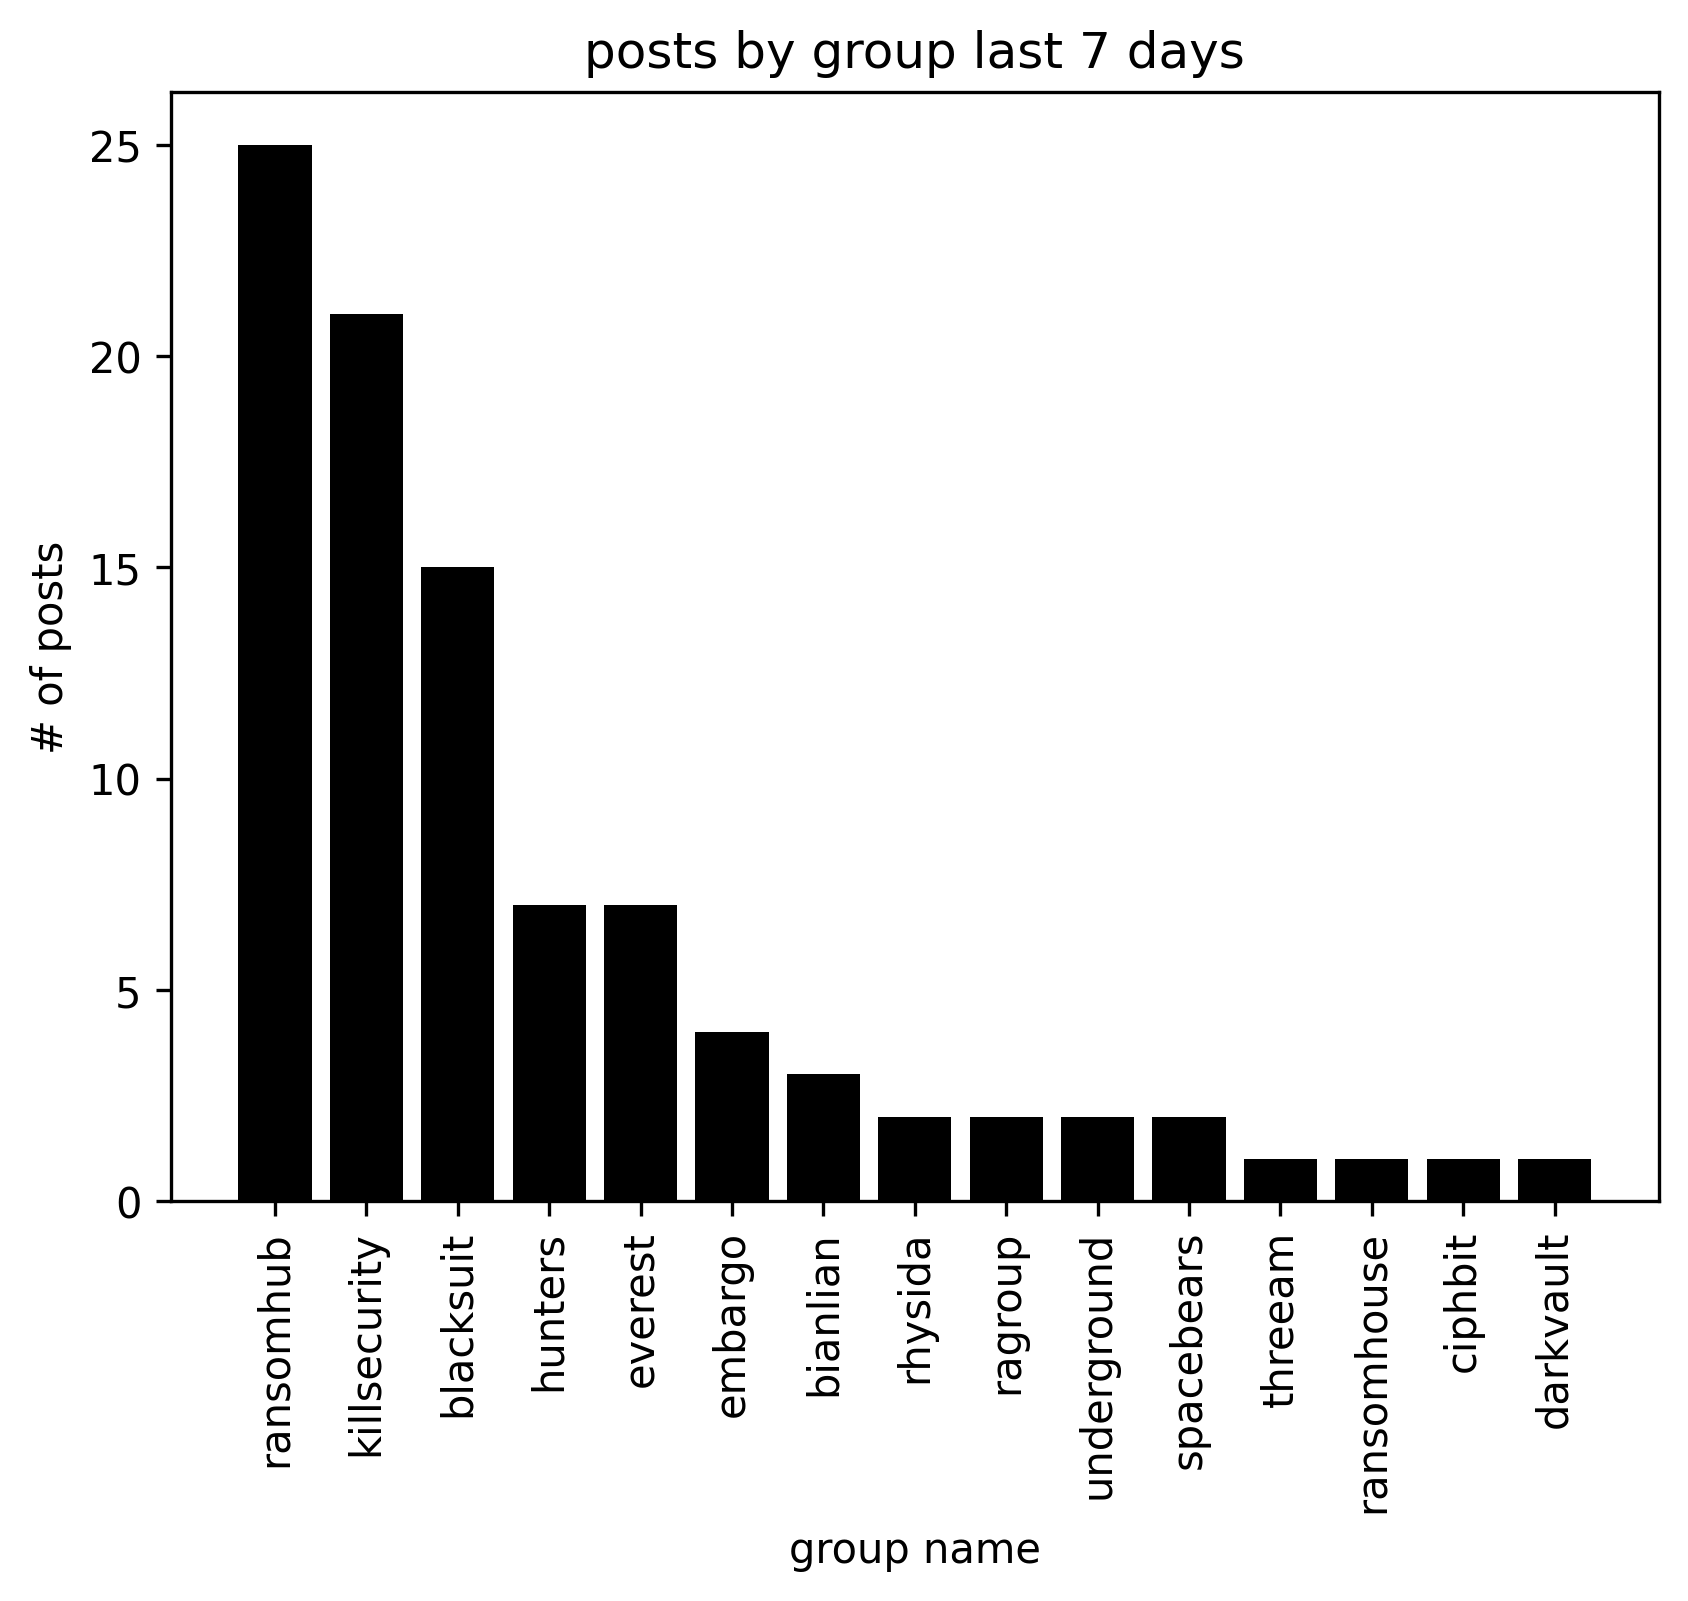 posts by group last 7 days
# of posts
25
20
15
10
5
0
ransomhub
killsecurity
blacksuit
hunters
everest
embargo
bianlian
rhysida
ragroup
underground
spacebears
threeam
ransomhouse
ciphbit
darkvault
group name